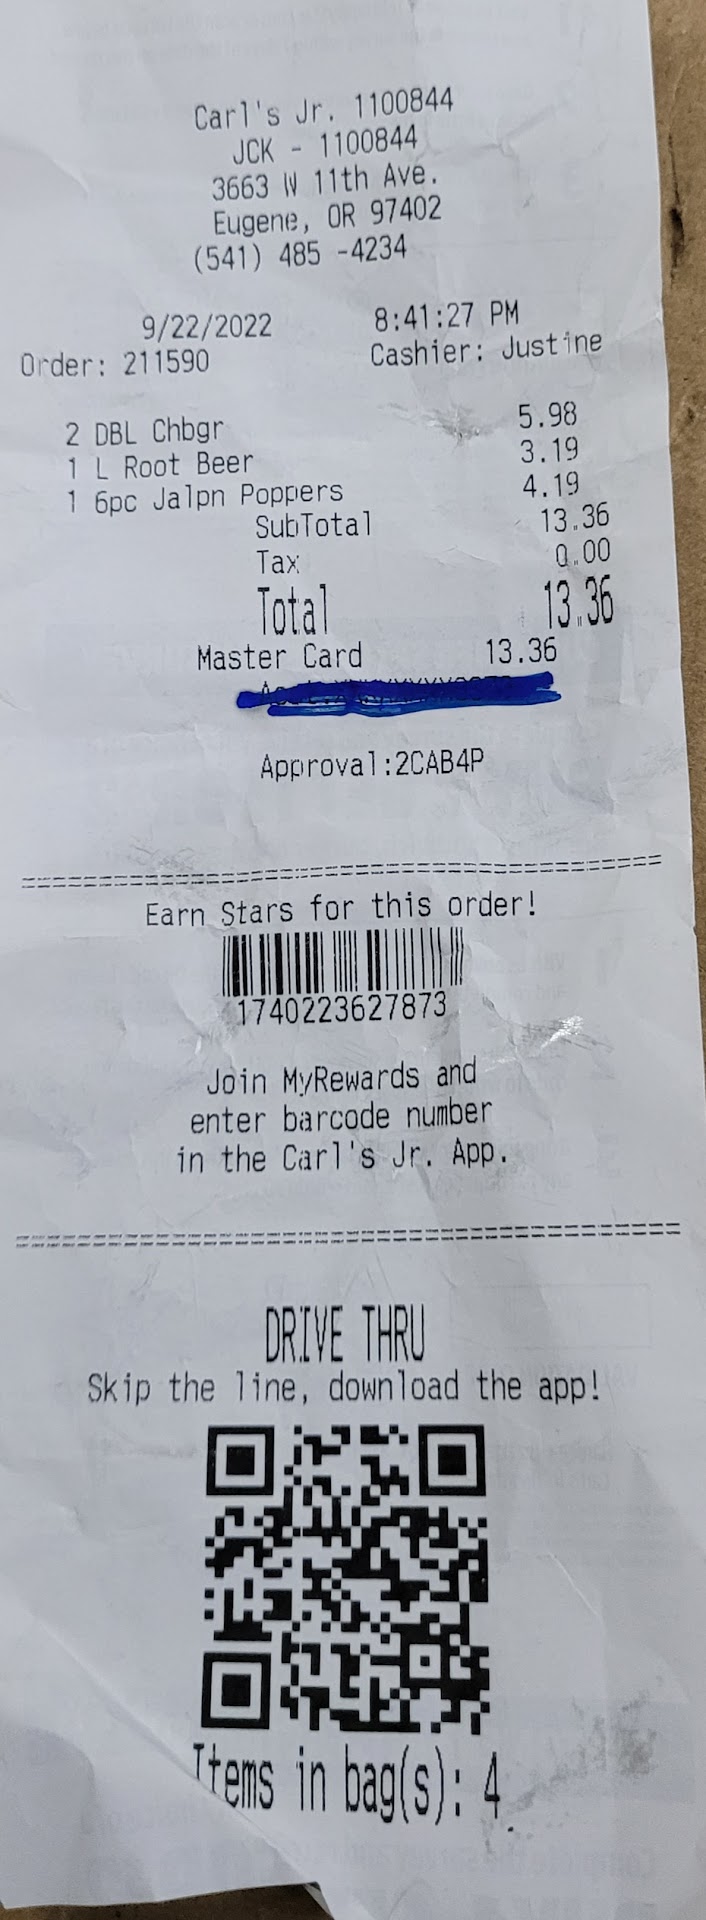 Carl's Jr. 1100844
JCK - 1100844
3663 W 11th Ave.
Eugene, OR 97402
(541) 485 -4234
9/22/2022 8:41:27 PM
Order: 211590 Cashier: Justine
2 DBL Chbgr 5.98
1 L Root Beer 3.19
1 6pc Jalpn Poppers 4.19
SubTotal 13.36
Tax 0.00
Total 13.36
Master Card 13.36
Approval:2CAB4P
Earn Stars for this order!
1740223627873
Join MyRewards and
enter barcode number
in the Carl's Jr. App.
DRIVE THRU
Skip the line, download the app!
Items in bag(s): 4